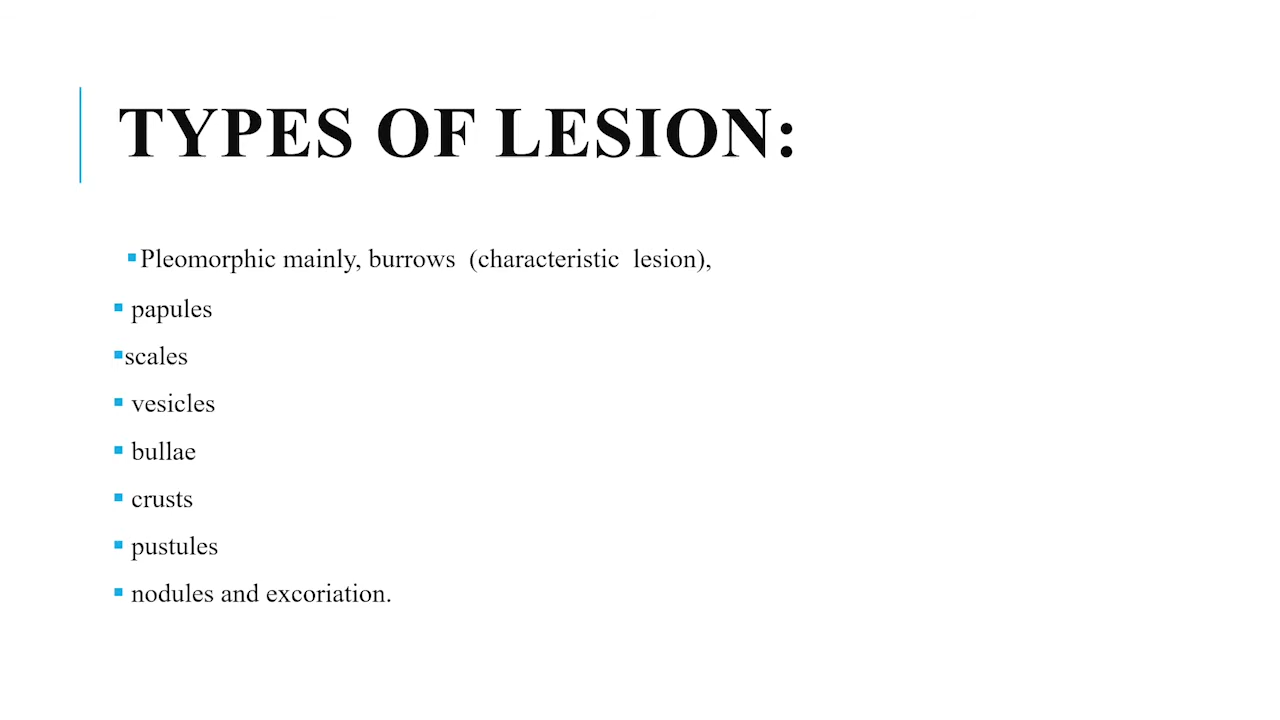 TYPES OF LESION:
▪Pleomorphic mainly, burrows (characteristic lesion),
▪ papules
▪scales
▪ vesicles
▪ bullae
▪ crusts
▪ pustules
▪ nodules and excoriation.